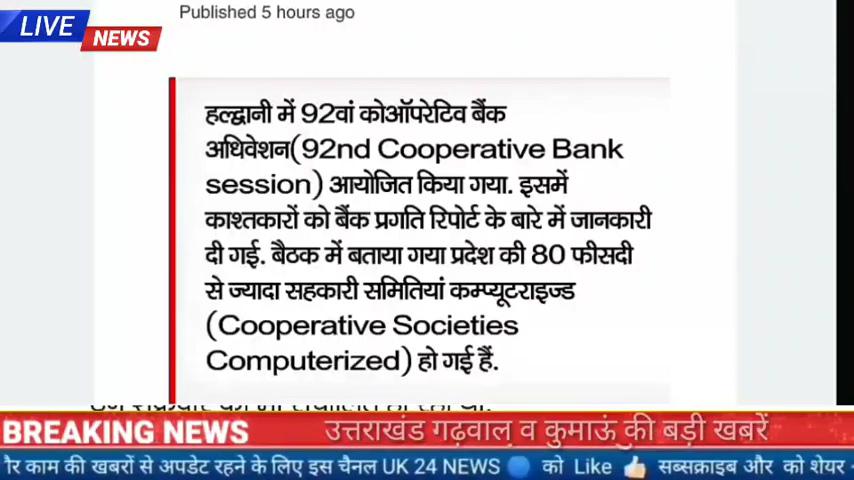 Published 5 hours ago
LIVE
NEWS
हल्द्वानी में 92वां कोऑपरेटिव बैंक
अधिवेशन(92nd Cooperative Bank
session) आयोजित किया गया. इसमें
काश्तकारों को बैंक प्रगति रिपोर्ट के बारे में जानकारी
दी गई. बैठक में बताया गया प्रदेश की 80 फीसदी
से ज्यादा सहकारी समितियां कम्प्यूटराइज्ड
(Cooperative Societies
Computerized) हो गई हैं.
BREAKING NEWS
उत्तराखंड गढ़वाल व कुमाऊं की बड़ी खबरें
काम की खबरों से अपडेट रहने के लिए इस चैनल UK 24 NEWS 🔵 को Like 👍 सब्सक्राइब और को शेयर